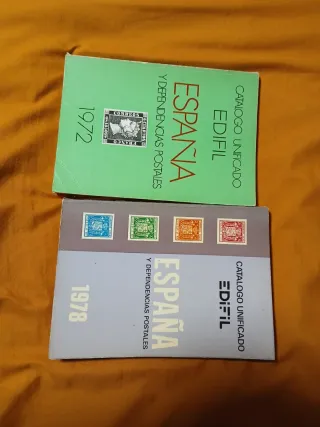 CATALOGO UNIFICADO
EDIFIL
ESPAÑA
Y DEPENDENCIAS POSTALES
1972
CORREOS
FRANCO
CATALOGO UNIFICADO
EDIFIL
ESPAÑA
Y DEPENDENCIAS POSTALES
1978